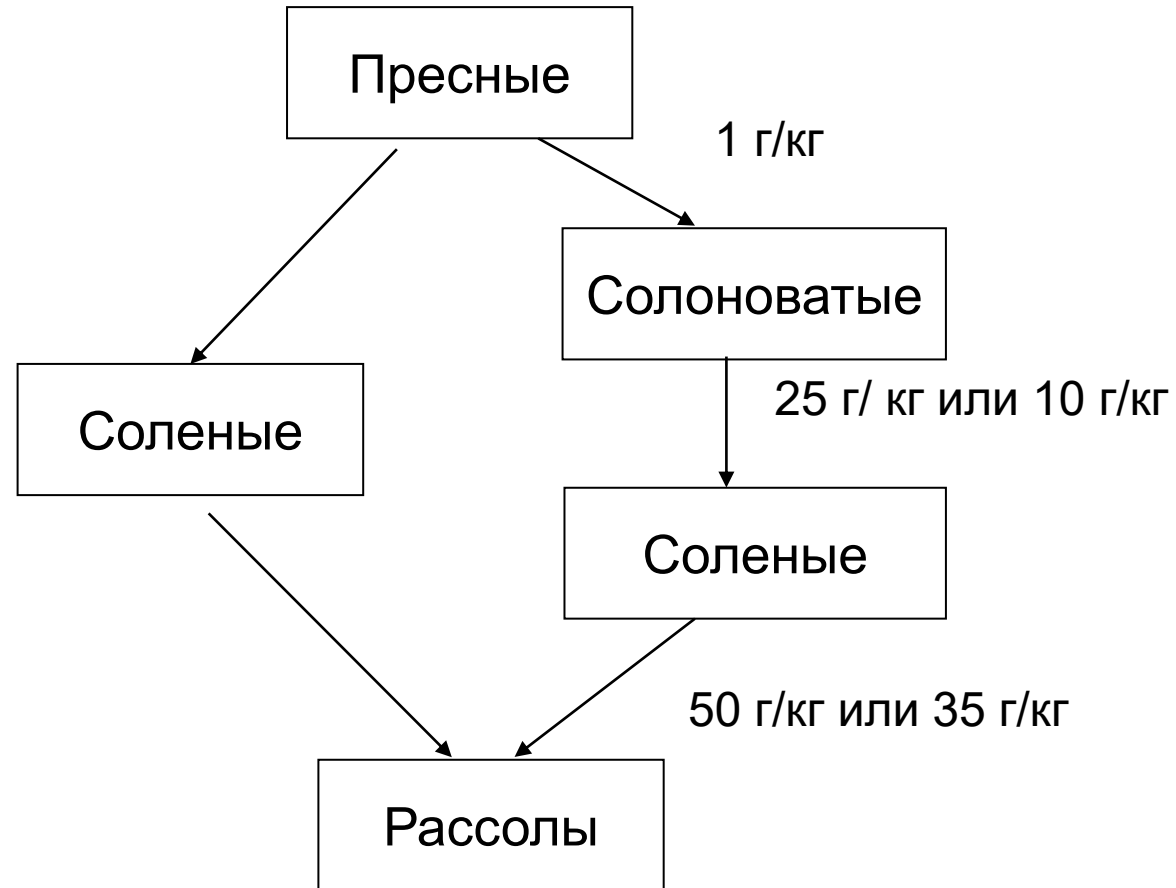 Пресные
1 г/кг
Солоноватые
25 г/ кг или 10 г/кг
Соленые
Соленые
50 г/кг или 35 г/кг
Рассолы